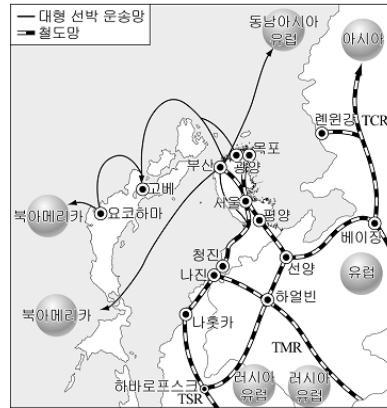 대형 선박 운송망
철도망
동남아시아
유럽
아시아
롄윈강
TCR
목포
부산
광양
고베
서울
북아메리카
요코하마
평양
베이징
청진
선양
나진
유럽
하얼빈
북아메리카
나홋카
TMR
하바로프스크
TSR
러시아
유럽
러시아
유럽